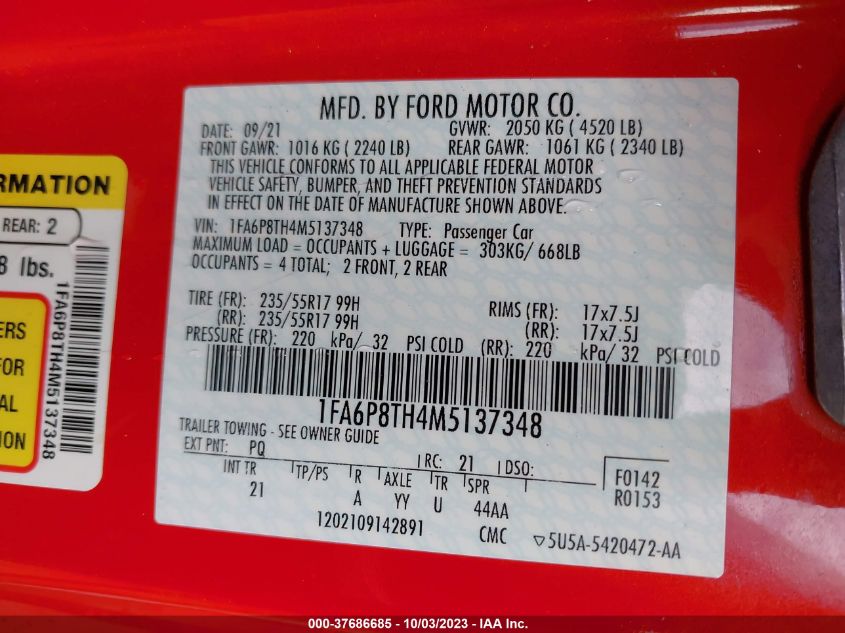 MFD. BY FORD MOTOR CO.
DATE: 09/21 GVWR: 2050 KG ( 4520 LB)
FRONT GAWR: 1016 KG ( 2240 LB) REAR GAWR: 1061 KG ( 2340 LB)
THIS VEHICLE CONFORMS TO ALL APPLICABLE FEDERAL MOTOR
VEHICLE SAFETY, BUMPER, AND THEFT PREVENTION STANDARDS
IN EFFECT ON THE DATE OF MANUFACTURE SHOWN ABOVE.
VIN: 1FA6P8TH4M5137348 TYPE: Passenger Car
MAXIMUM LOAD = OCCUPANTS + LUGGAGE = 303KG/ 668LB
OCCUPANTS = 4 TOTAL; 2 FRONT, 2 REAR
TIRE (FR): 235/55R17 99H RIMS (FR): 17x7.5J
(RR): 235/55R17 99H (RR): 17x7.5J
PRESSURE (FR): 220 kPa/ 32 PSI COLD (RR): 220 kPa/ 32 PSI COLD
1FA6P8TH4M5137348
TRAILER TOWING - SEE OWNER GUIDE
EXT PNT: PQ RC: 21 DSO: F0142
INT TR TP/PS R AXLE TR SPR R0153
21 A YY U 44AA
1202109142891 CMC ▽5U5A-5420472-AA
RMATION
REAR: 2
8 lbs.
ERS
FOR
AL
ION
1FA6P8TH4M5137348
000-37686685 - 10/03/2023 - IAA Inc.